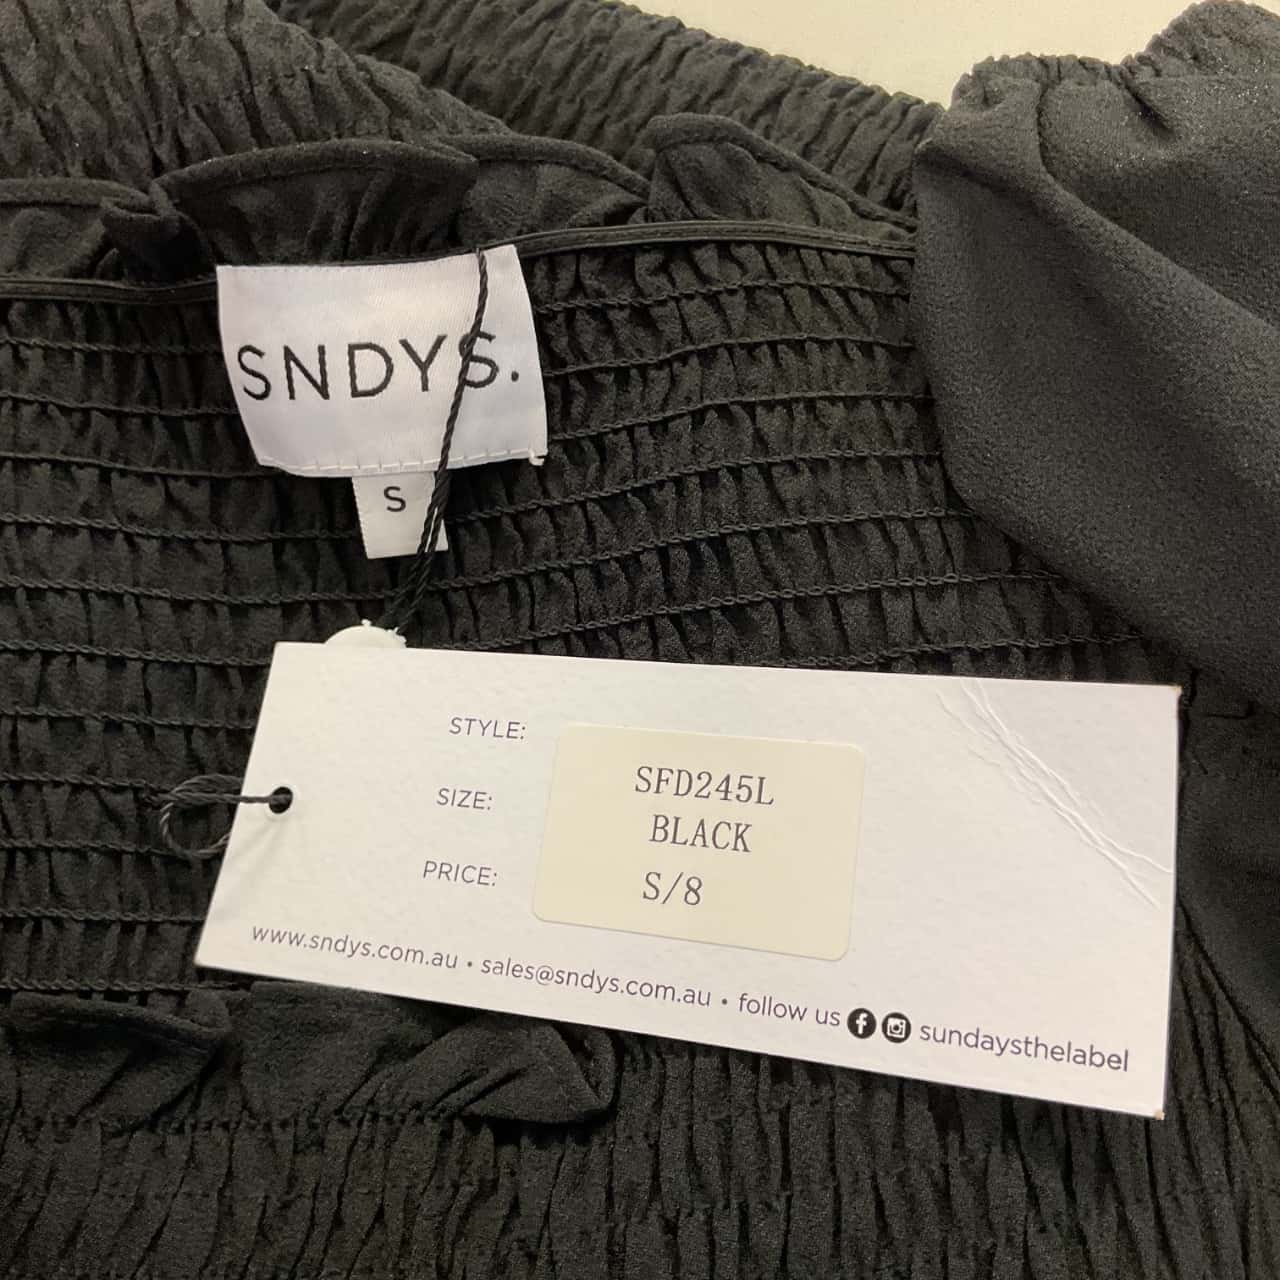 SNDYS.
S
STYLE:
SFD245L
SIZE:
BLACK
PRICE:
S/8
www.sndys.com.au • sales@sndys.com.au • follow us sundaysthelabel